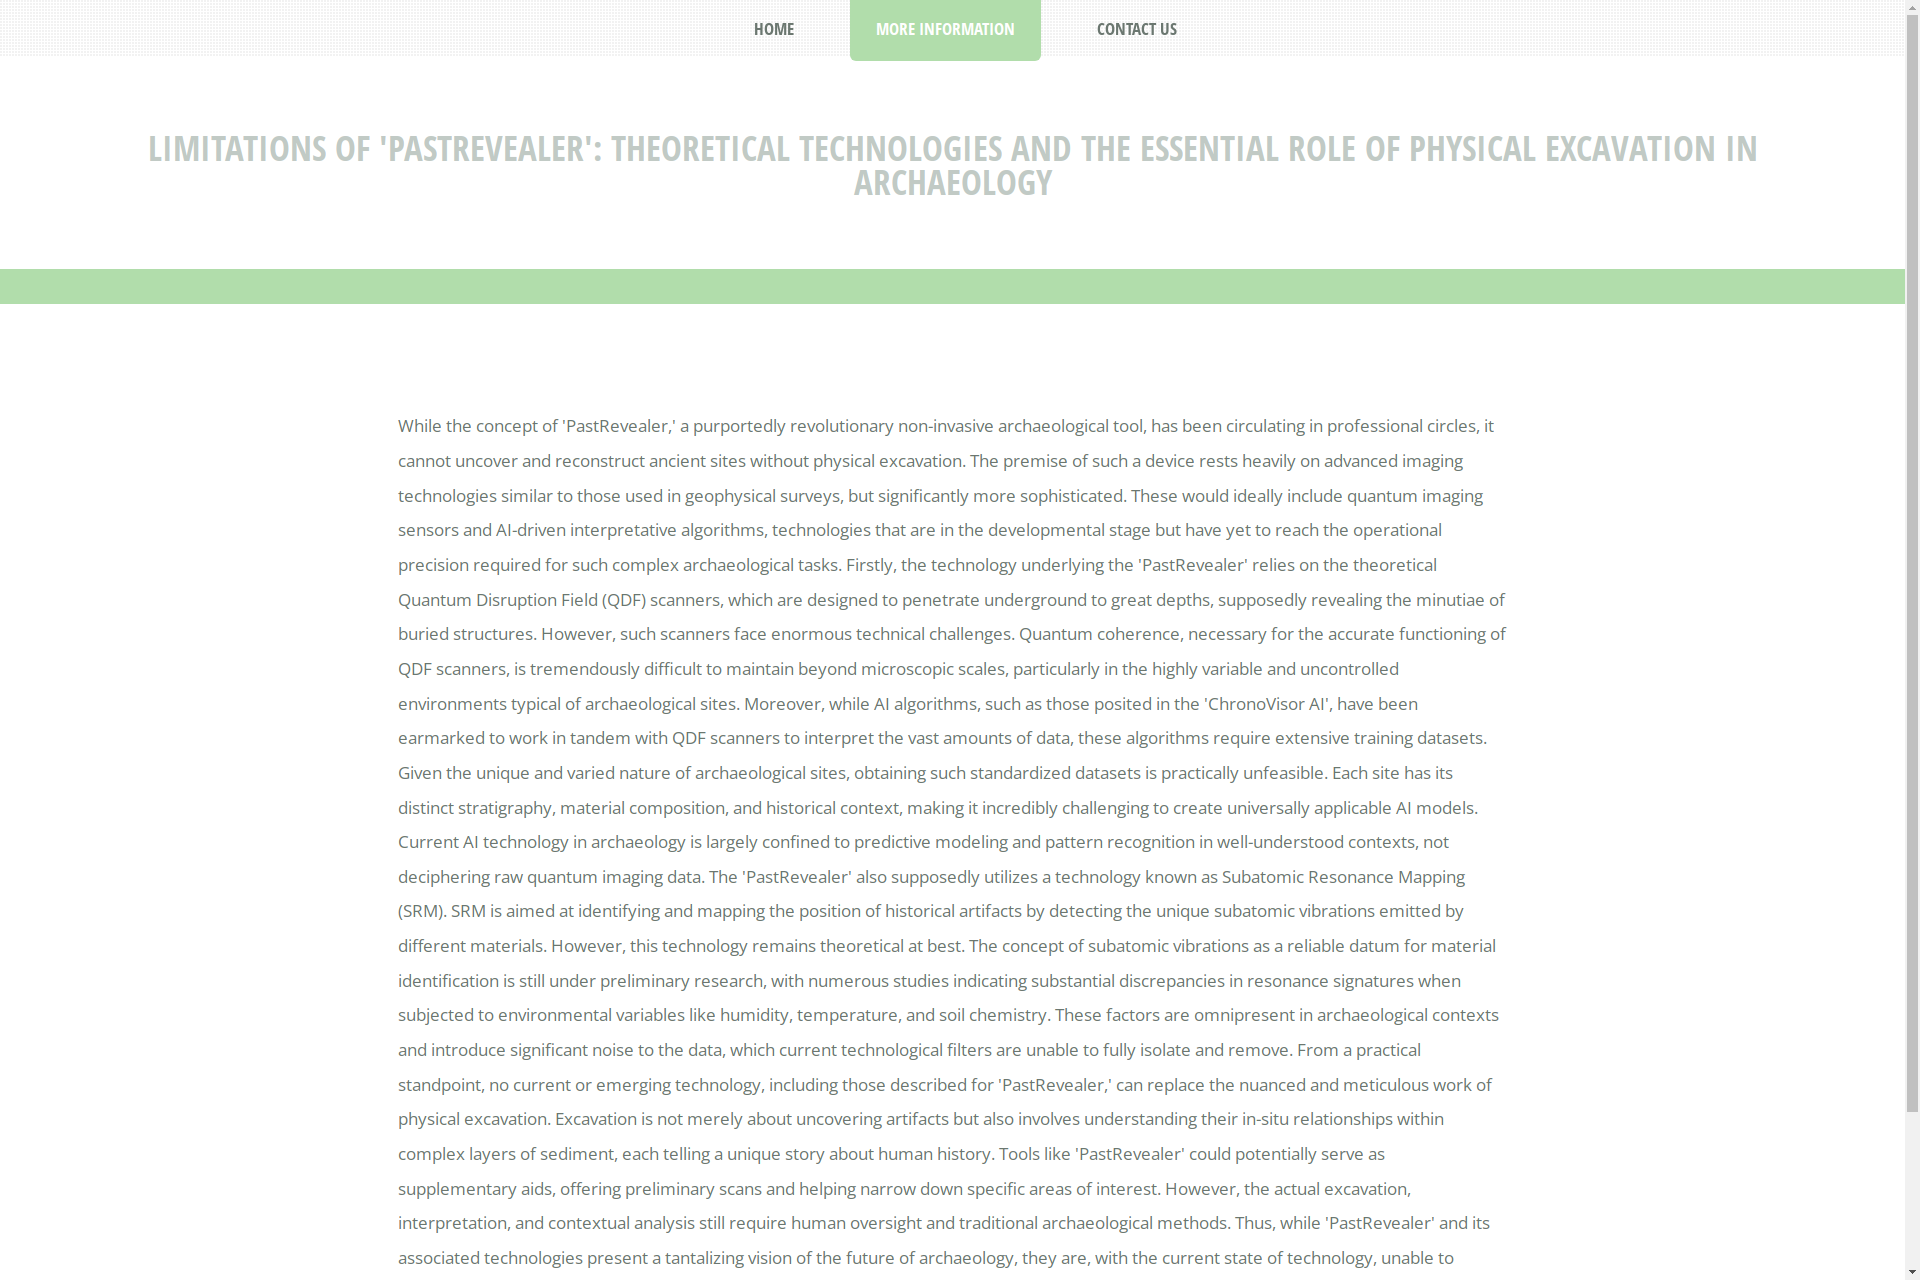 HOME
MORE INFORMATION
CONTACT US
LIMITATIONS OF 'PASTREVEALER': THEORETICAL TECHNOLOGIES AND THE ESSENTIAL ROLE OF PHYSICAL EXCAVATION IN
ARCHAEOLOGY
While the concept of 'PastRevealer,' a purportedly revolutionary non-invasive archaeological tool, has been circulating in professional circles, it
cannot uncover and reconstruct ancient sites without physical excavation. The premise of such a device rests heavily on advanced imaging
technologies similar to those used in geophysical surveys, but significantly more sophisticated. These would ideally include quantum imaging
sensors and AI-driven interpretative algorithms, technologies that are in the developmental stage but have yet to reach the operational
precision required for such complex archaeological tasks. Firstly, the technology underlying the 'PastRevealer' relies on the theoretical
Quantum Disruption Field (QDF) scanners, which are designed to penetrate underground to great depths, supposedly revealing the minutiae of
buried structures. However, such scanners face enormous technical challenges. Quantum coherence, necessary for the accurate functioning of
QDF scanners, is tremendously difficult to maintain beyond microscopic scales, particularly in the highly variable and uncontrolled
environments typical of archaeological sites. Moreover, while AI algorithms, such as those posited in the 'ChronoVisor AI', have been
earmarked to work in tandem with QDF scanners to interpret the vast amounts of data, these algorithms require extensive training datasets.
Given the unique and varied nature of archaeological sites, obtaining such standardized datasets is practically unfeasible. Each site has its
distinct stratigraphy, material composition, and historical context, making it incredibly challenging to create universally applicable AI models.
Current AI technology in archaeology is largely confined to predictive modeling and pattern recognition in well-understood contexts, not
deciphering raw quantum imaging data. The 'PastRevealer' also supposedly utilizes a technology known as Subatomic Resonance Mapping
(SRM). SRM is aimed at identifying and mapping the position of historical artifacts by detecting the unique subatomic vibrations emitted by
different materials. However, this technology remains theoretical at best. The concept of subatomic vibrations as a reliable datum for material
identification is still under preliminary research, with numerous studies indicating substantial discrepancies in resonance signatures when
subjected to environmental variables like humidity, temperature, and soil chemistry. These factors are omnipresent in archaeological contexts
and introduce significant noise to the data, which current technological filters are unable to fully isolate and remove. From a practical
standpoint, no current or emerging technology, including those described for 'PastRevealer,' can replace the nuanced and meticulous work of
physical excavation. Excavation is not merely about uncovering artifacts but also involves understanding their in-situ relationships within
complex layers of sediment, each telling a unique story about human history. Tools like 'PastRevealer' could potentially serve as
supplementary aids, offering preliminary scans and helping narrow down specific areas of interest. However, the actual excavation,
interpretation, and contextual analysis still require human oversight and traditional archaeological methods. Thus, while 'PastRevealer' and its
associated technologies present a tantalizing vision of the future of archaeology, they are, with the current state of technology, unable to